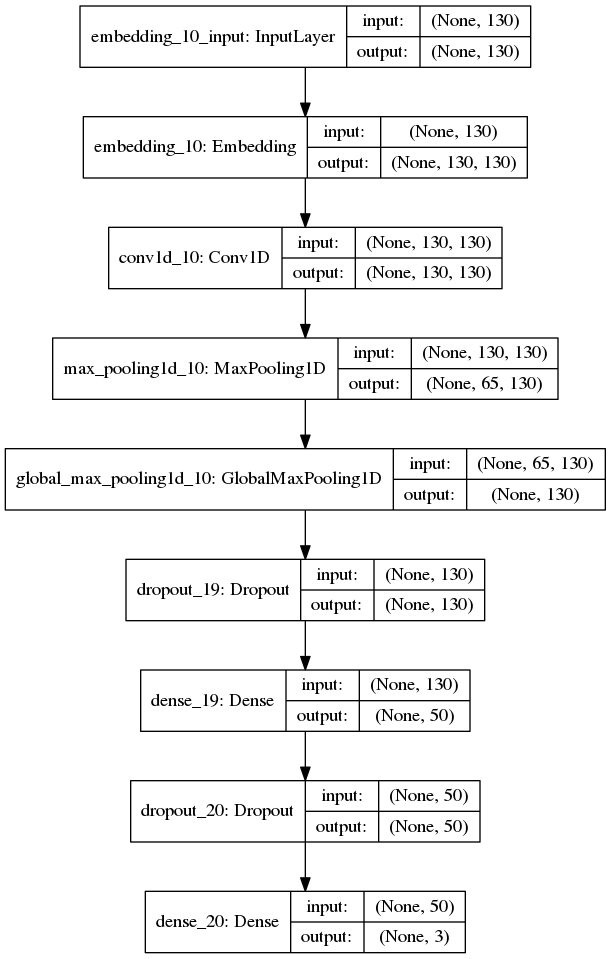 embedding_10_input: InputLayer
input: (None, 130)
output: (None, 130)
embedding_10: Embedding
input: (None, 130)
output: (None, 130, 130)
conv1d_10: Conv1D
input: (None, 130, 130)
output: (None, 130, 130)
max_pooling1d_10: MaxPooling1D
input: (None, 130, 130)
output: (None, 65, 130)
global_max_pooling1d_10: GlobalMaxPooling1D
input: (None, 65, 130)
output: (None, 130)
dropout_19: Dropout
input: (None, 130)
output: (None, 130)
dense_19: Dense
input: (None, 130)
output: (None, 50)
dropout_20: Dropout
input: (None, 50)
output: (None, 50)
dense_20: Dense
input: (None, 50)
output: (None, 3)